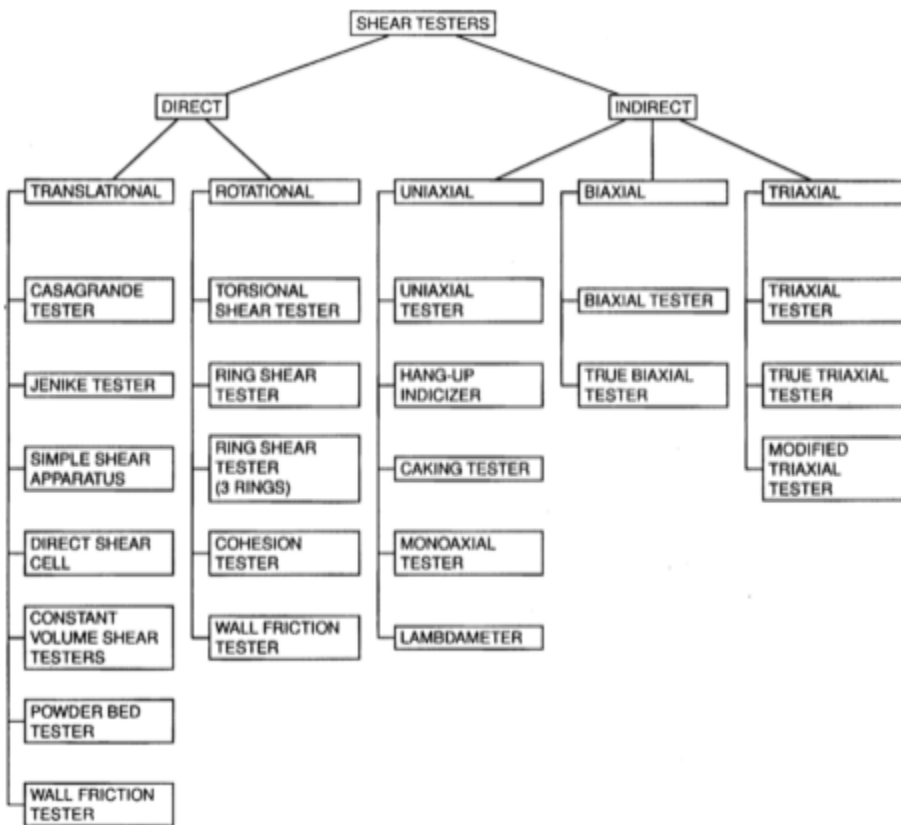 SHEAR TESTERS
DIRECT
INDIRECT
TRANSLATIONAL
ROTATIONAL
UNIAXIAL
BIAXIAL
TRIAXIAL
CASAGRANDE
TESTER
JENIKE TESTER
SIMPLE SHEAR
APPARATUS
DIRECT SHEAR
CELL
CONSTANT
VOLUME SHEAR
TESTERS
POWDER BED
TESTER
WALL FRICTION
TESTER
TORSIONAL
SHEAR TESTER
RING SHEAR
TESTER
RING SHEAR
TESTER
(3 RINGS)
COHESION
TESTER
WALL FRICTION
TESTER
UNIAXIAL
TESTER
HANG-UP
INDICIZER
CAKING TESTER
MONOAXIAL
TESTER
LAMBDAMETER
BIAXIAL TESTER
TRUE BIAXIAL
TESTER
TRIAXIAL
TESTER
TRUE TRIAXIAL
TESTER
MODIFIED
TRIAXIAL
TESTER